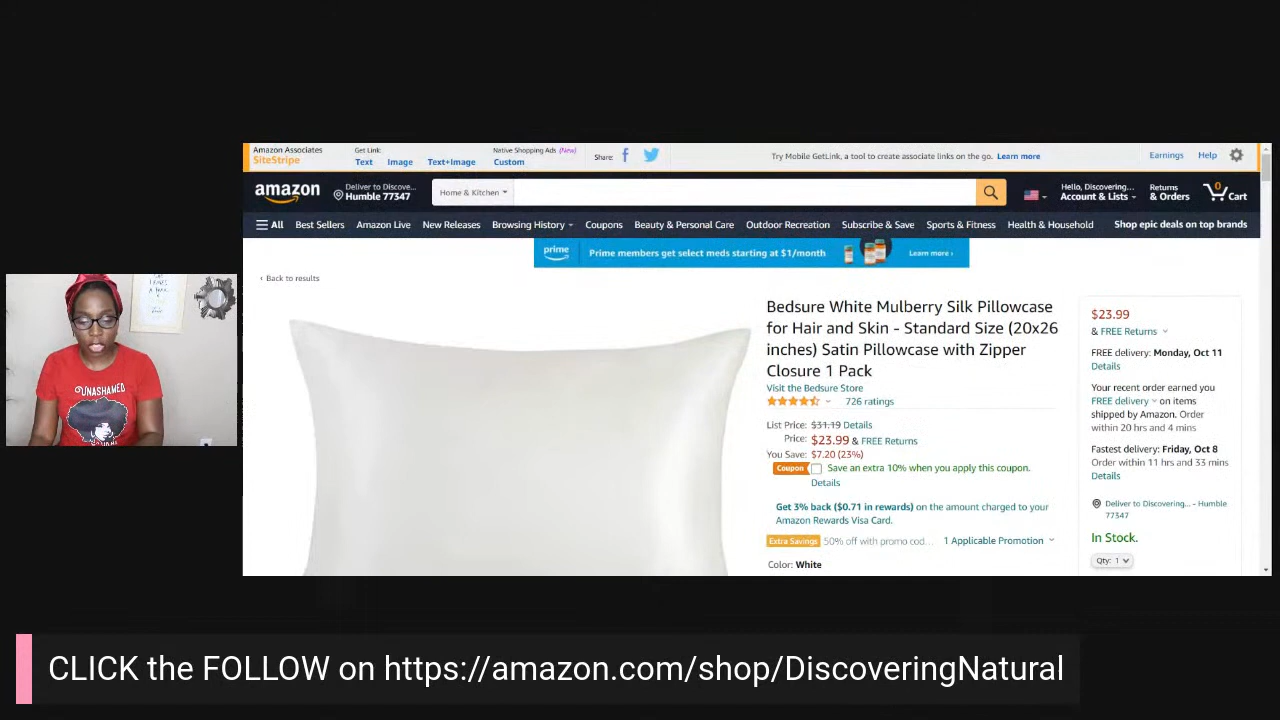 Amazon Associates
SiteStripe
Get Link:
Text Image Text+Image
Native Shopping Ads (New)
Custom
Share:
Try Mobile GetLink, a tool to create associate links on the go. Learn more
Earnings Help
amazon
Deliver to Discove...
Humble 77347
Home & Kitchen
Hello, Discovering...
Account & Lists
Returns
& Orders
0
Cart
All Best Sellers Amazon Live New Releases Browsing History Coupons Beauty & Personal Care Outdoor Recreation Subscribe & Save Sports & Fitness Health & Household Shop epic deals on top brands
prime Prime members get select meds starting at $1/month Learn more ›
‹ Back to results
Bedsure White Mulberry Silk Pillowcase
for Hair and Skin - Standard Size (20x26
inches) Satin Pillowcase with Zipper
Closure 1 Pack
Visit the Bedsure Store
726 ratings
List Price: $31.19 Details
Price: $23.99 & FREE Returns
You Save: $7.20 (23%)
Coupon Save an extra 10% when you apply this coupon.
Details
Get 3% back ($0.71 in rewards) on the amount charged to your
Amazon Rewards Visa Card.
Extra Savings 50% off with promo cod... 1 Applicable Promotion
Color: White
$23.99
& FREE Returns
FREE delivery: Monday, Oct 11
Details
Your recent order earned you
FREE delivery on items
shipped by Amazon. Order
within 20 hrs and 4 mins
Fastest delivery: Friday, Oct 8
Order within 11 hrs and 33 mins
Details
Deliver to Discovering... - Humble
77347
In Stock.
Qty: 1
UNASHAMED
CLICK the FOLLOW on https://amazon.com/shop/DiscoveringNatural